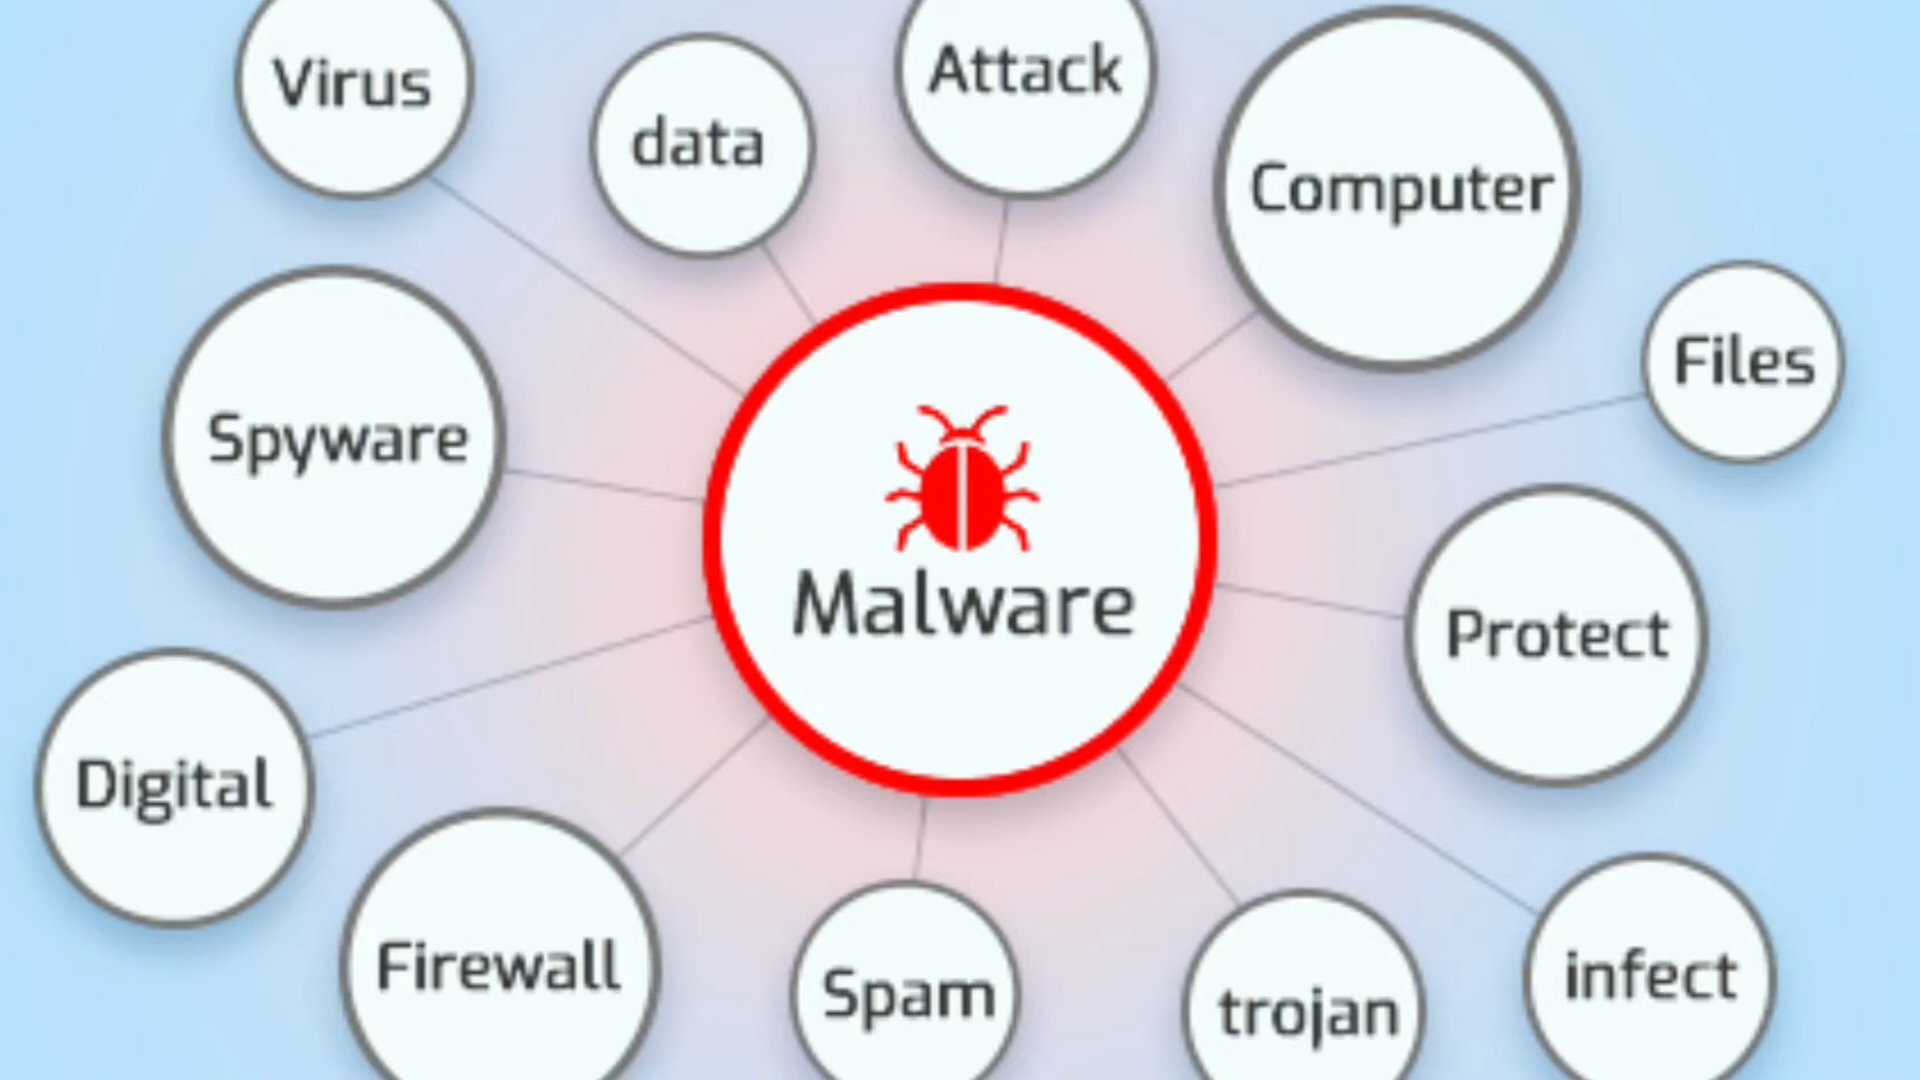 Virus
data
Attack
Computer
Files
Spyware
Malware
Protect
Digital
Firewall
Spam
trojan
infect